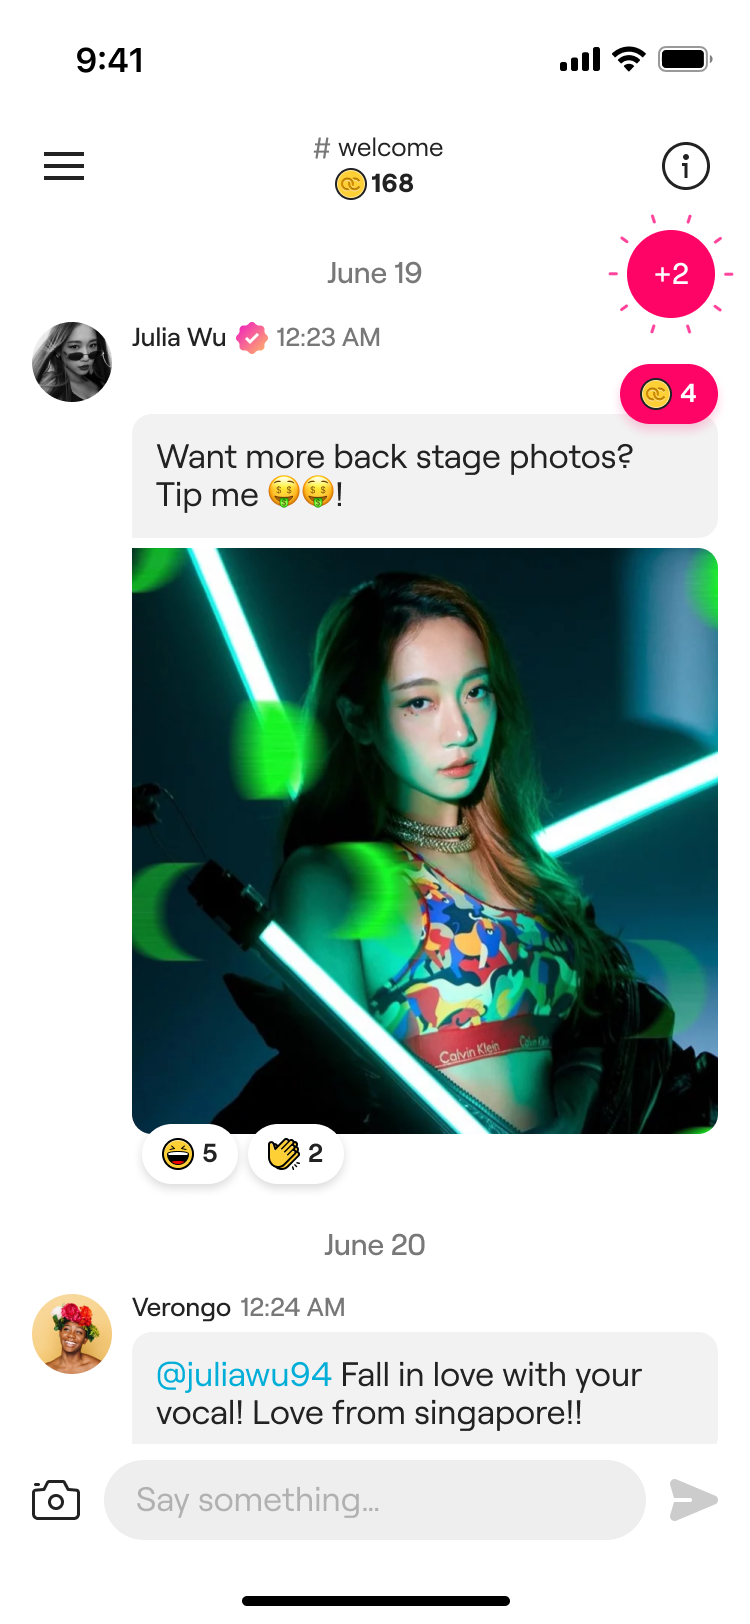 9:41
# welcome
168
June 19
+2
Julia Wu 12:23 AM
4
Want more back stage photos?
Tip me 🤑🤑!
Calvin Klein
Calvin Klein
5
2
June 20
Verongo 12:24 AM
@juliawu94 Fall in love with your
vocal! Love from singapore!!
Say something...